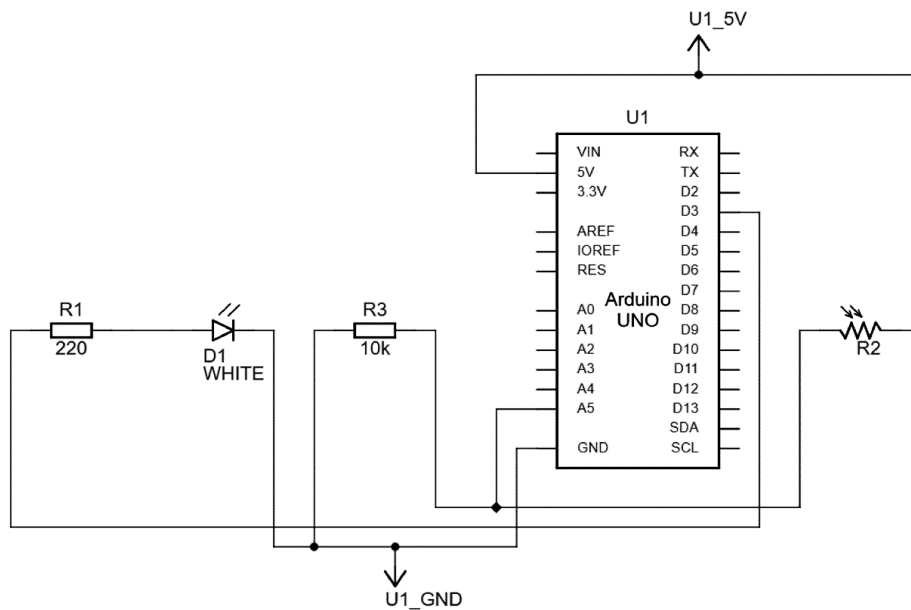 U1_5V
U1
VIN
5V
3.3V
AREF
IOREF
RES
A0
A1
A2
A3
A4
A5
GND
RX
TX
D2
D3
D4
D5
D6
D7
D8
D9
D10
D11
D12
D13
SDA
SCL
Arduino
UNO
R1
220
D1
WHITE
R3
10k
R2
U1_GND